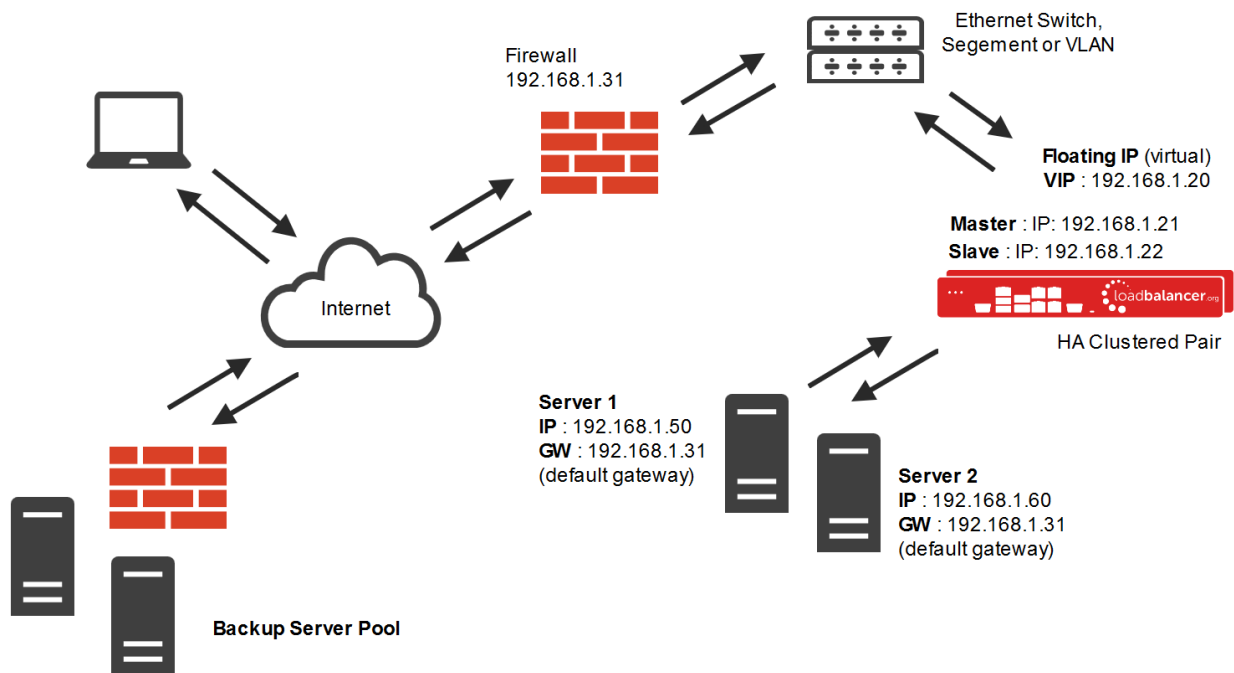 Ethernet Switch,
Segement or VLAN
Firewall
192.168.1.31
Floating IP (virtual)
VIP : 192.168.1.20
Master : IP: 192.168.1.21
Slave : IP: 192.168.1.22
loadbalancer.org
HA Clustered Pair
Internet
Server 1
IP : 192.168.1.50
GW : 192.168.1.31
(default gateway)
Server 2
IP : 192.168.1.60
GW : 192.168.1.31
(default gateway)
Backup Server Pool